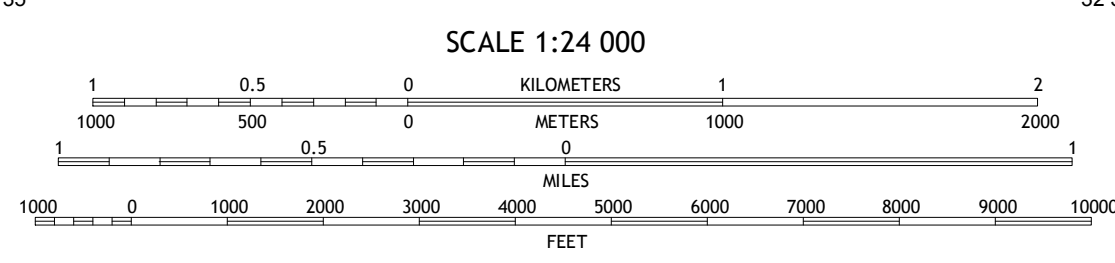 SCALE 1:24 000
1 0.5 0 KILOMETERS 1 2
1000 500 0 METERS 1000 2000
1 0.5 0 1
MILES
1000 0 1000 2000 3000 4000 5000 6000 7000 8000 9000 10000
FEET